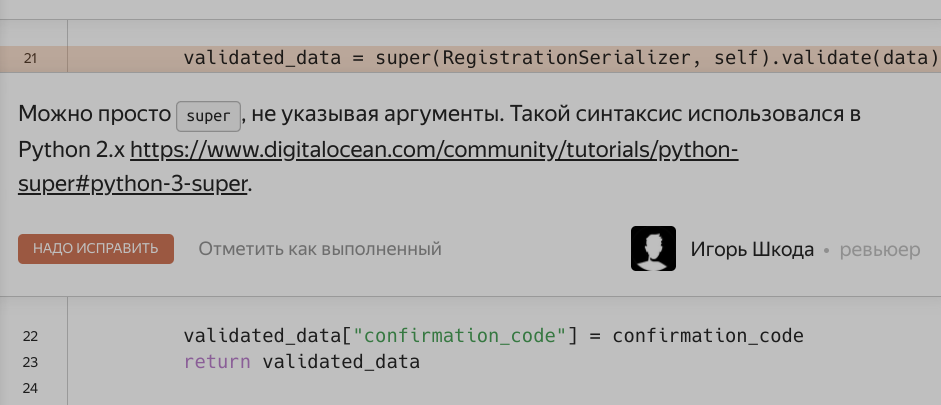 21 validated_data = super(RegistrationSerializer, self).validate(data)
Можно просто super, не указывая аргументы. Такой синтаксис использовался в
Python 2.x https://www.digitalocean.com/community/tutorials/python-
super#python-3-super.
НАДО ИСПРАВИТЬ Отметить как выполненный Игорь Шкода • ревьюер
22 validated_data["confirmation_code"] = confirmation_code
23 return validated_data
24